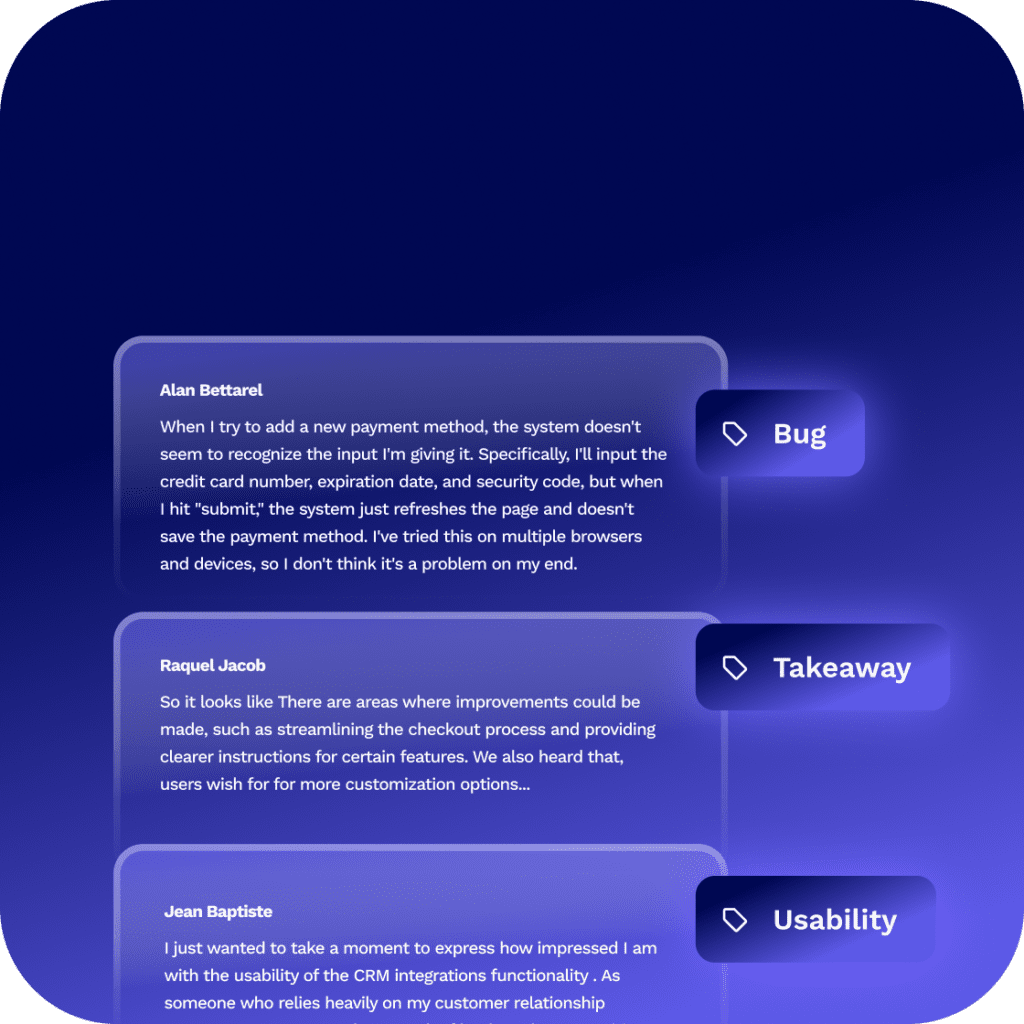 Alan Bettarel
When I try to add a new payment method, the system doesn't
seem to recognize the input I'm giving it. Specifically, I'll input the
credit card number, expiration date, and security code, but when
I hit "submit," the system just refreshes the page and doesn't
save the payment method. I've tried this on multiple browsers
and devices, so I don't think it's a problem on my end.
Bug
Raquel Jacob
So it looks like There are areas where improvements could be
made, such as streamlining the checkout process and providing
clearer instructions for certain features. We also heard that,
users wish for for more customization options...
Takeaway
Jean Baptiste
I just wanted to take a moment to express how impressed I am
with the usability of the CRM integrations functionality . As
someone who relies heavily on my customer relationship
Usability